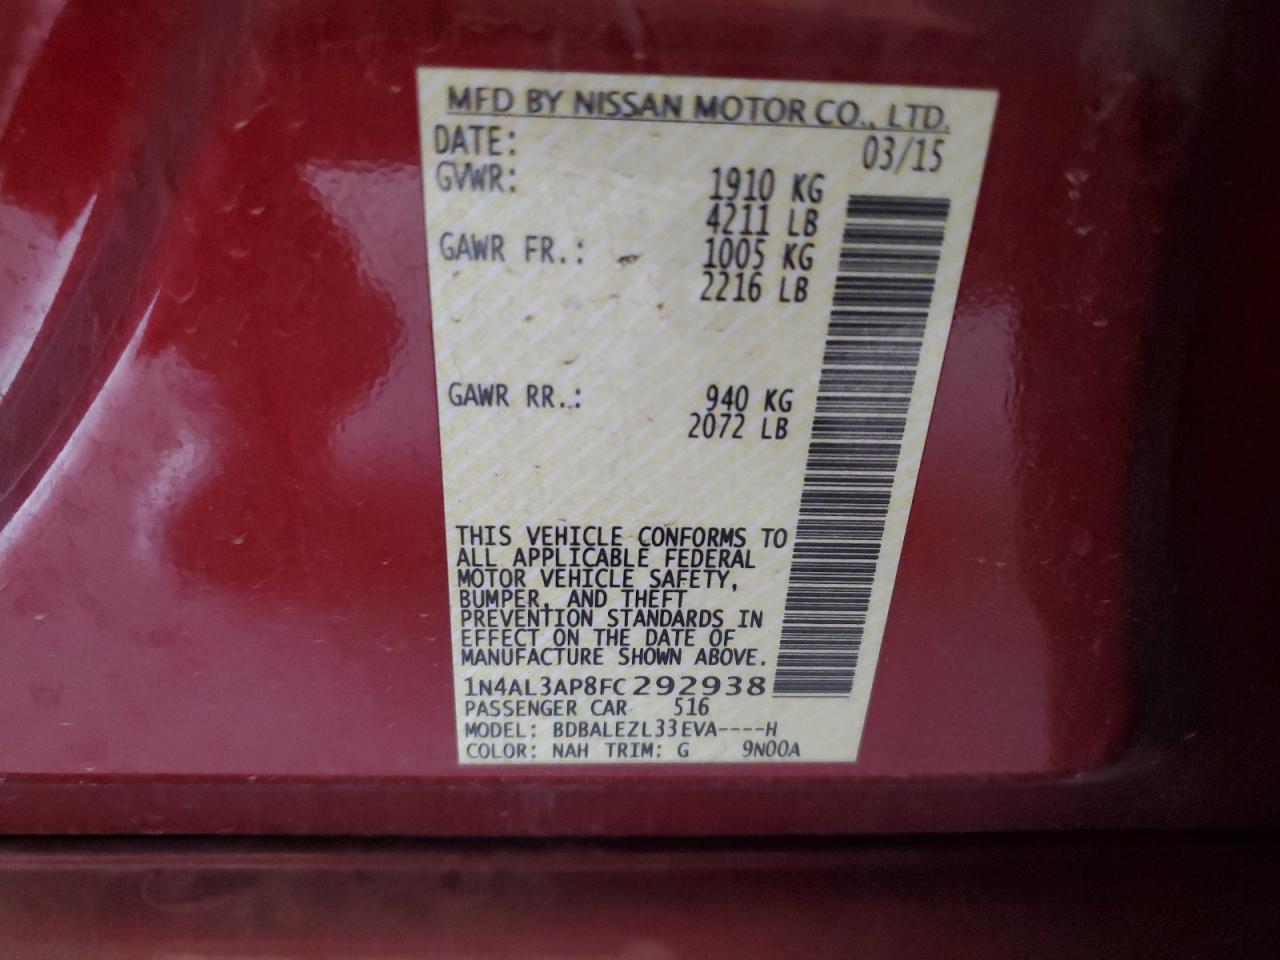 MFD BY NISSAN MOTOR CO., LTD.
DATE: 03/15
GVWR: 1910 KG
4211 LB
GAWR FR.: 1005 KG
2216 LB
GAWR RR.: 940 KG
2072 LB
THIS VEHICLE CONFORMS TO
ALL APPLICABLE FEDERAL
MOTOR VEHICLE SAFETY,
BUMPER, AND THEFT
PREVENTION STANDARDS IN
EFFECT ON THE DATE OF
MANUFACTURE SHOWN ABOVE.
1N4AL3AP8FC292938
PASSENGER CAR 516
MODEL: BDBALEZL33EVA----H
COLOR: NAH TRIM: G 9N00A